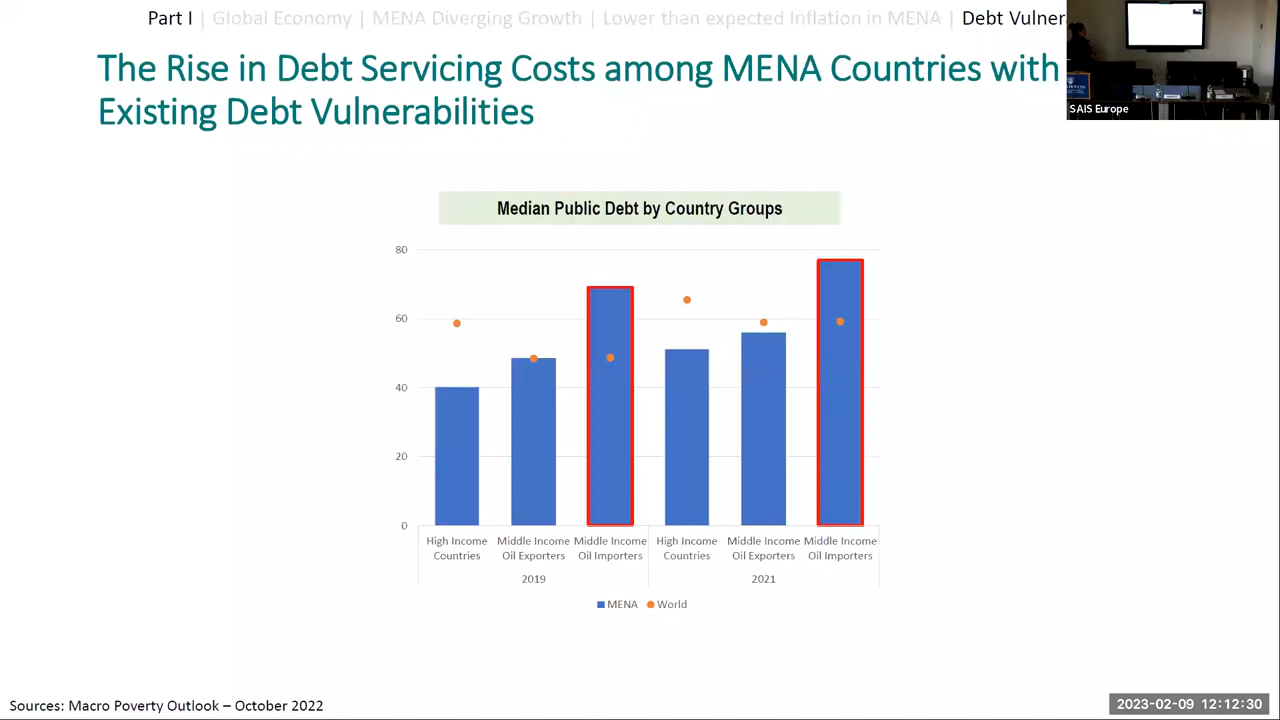 Part I | Global Economy | MENA Diverging Growth | Lower than expected Inflation in MENA | Debt Vulner
The Rise in Debt Servicing Costs among MENA Countries with
Existing Debt Vulnerabilities
SAIS Europe
Median Public Debt by Country Groups
80
60
40
20
0
High Income Middle Income Middle Income High Income Middle Income Middle Income
Countries Oil Exporters Oil Importers Countries Oil Exporters Oil Importers
2019 2021
MENA World
Sources: Macro Poverty Outlook – October 2022
2023-02-09 12:12:30